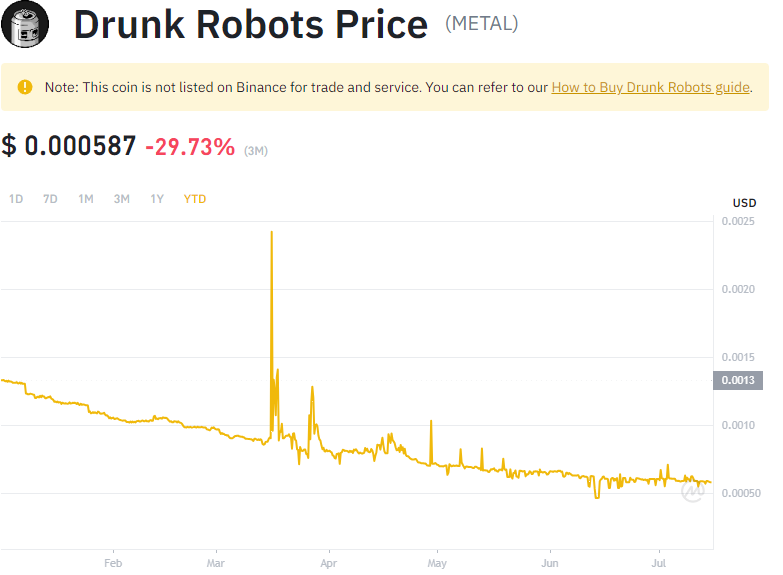 Drunk Robots Price (METAL)
Note: This coin is not listed on Binance for trade and service. You can refer to our How to Buy Drunk Robots guide.
$ 0.000587 -29.73% (3M)
1D 7D 1M 3M 1Y YTD
USD
0.0025
0.0020
0.0015
0.0013
0.0010
0.00050
Feb Mar Apr May Jun Jul